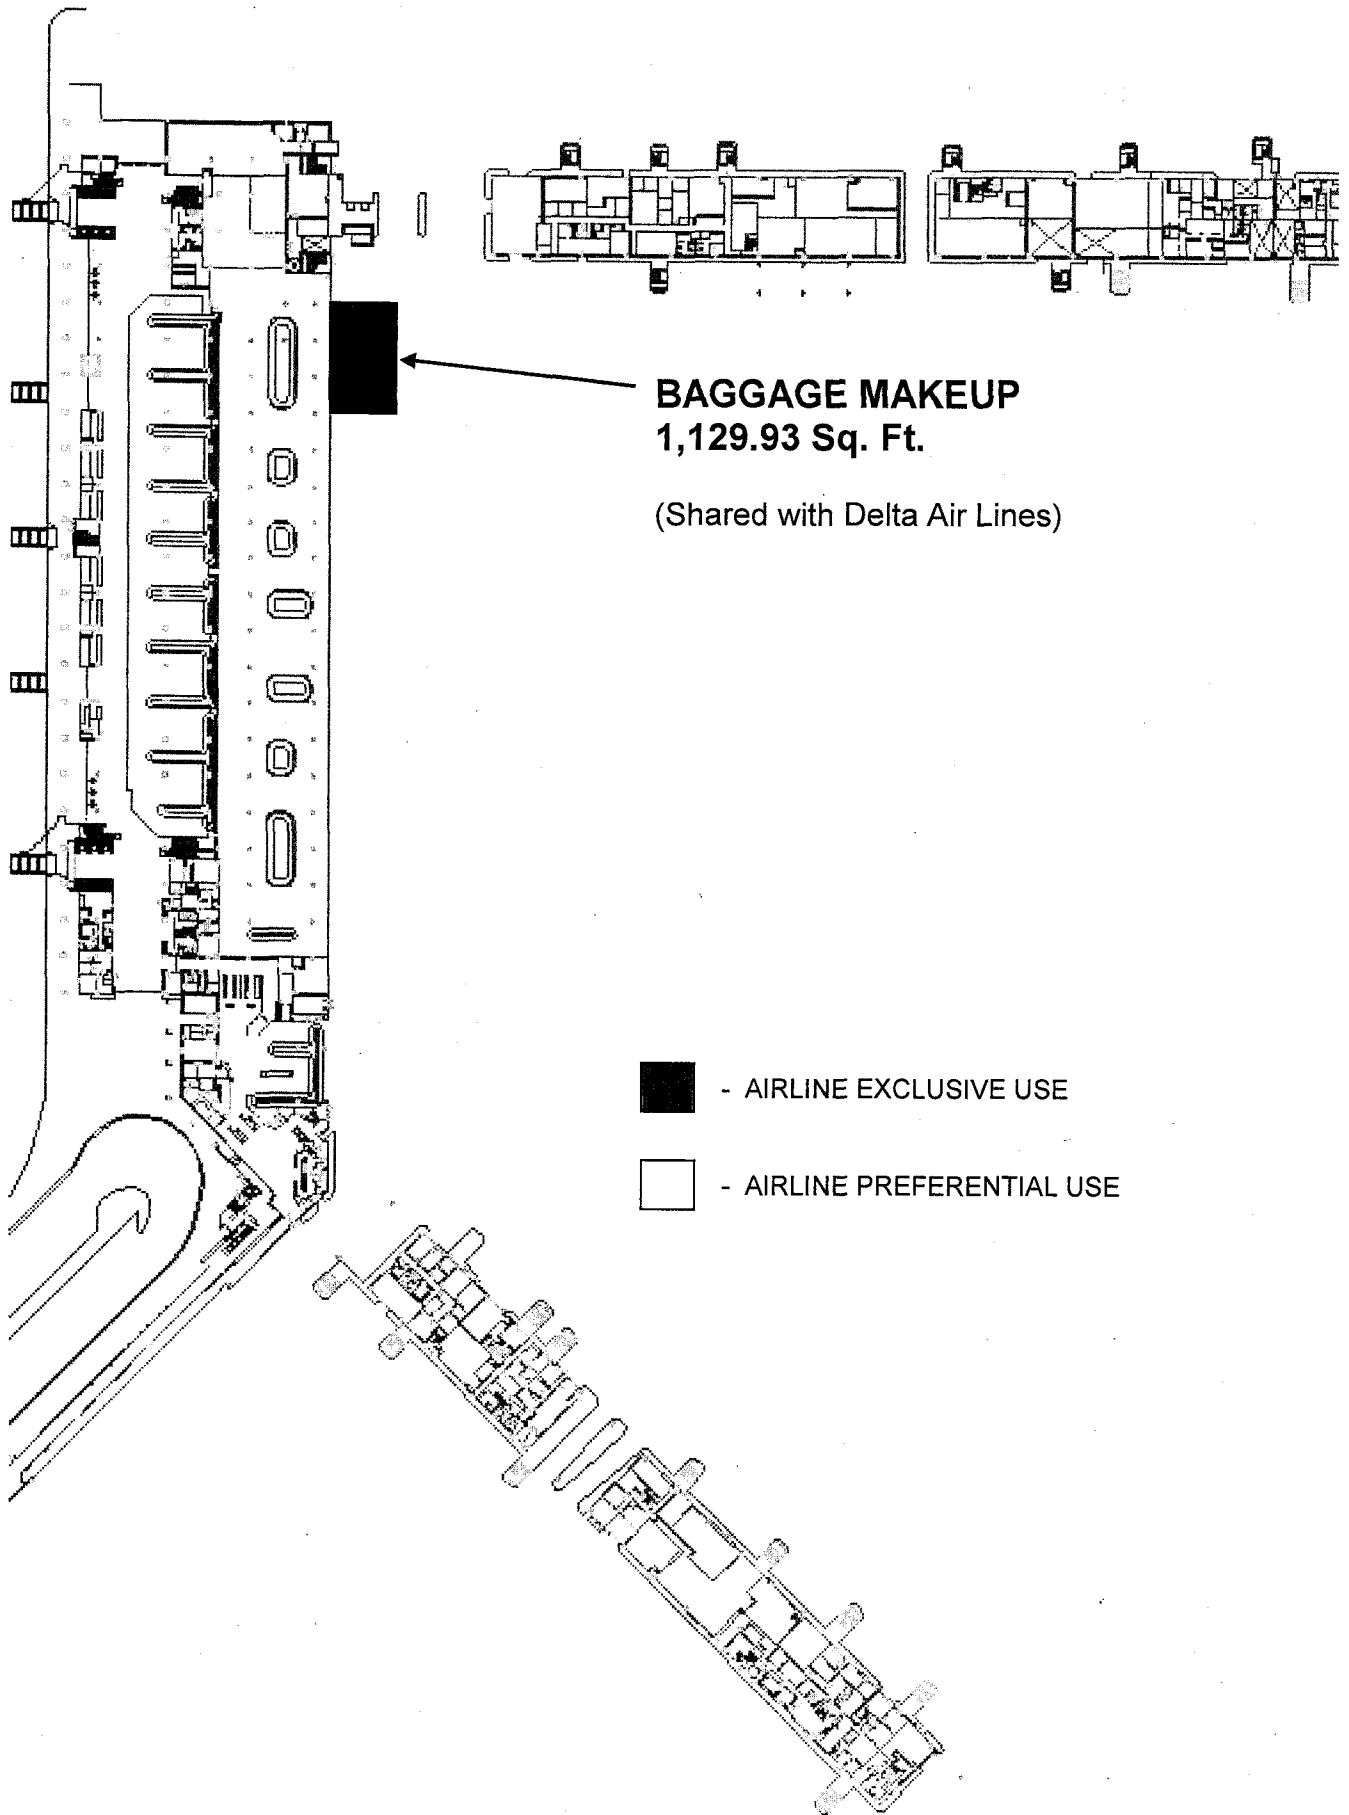 BAGGAGE MAKEUP
1,129.93 Sq. Ft.
(Shared with Delta Air Lines)
- AIRLINE EXCLUSIVE USE
- AIRLINE PREFERENTIAL USE